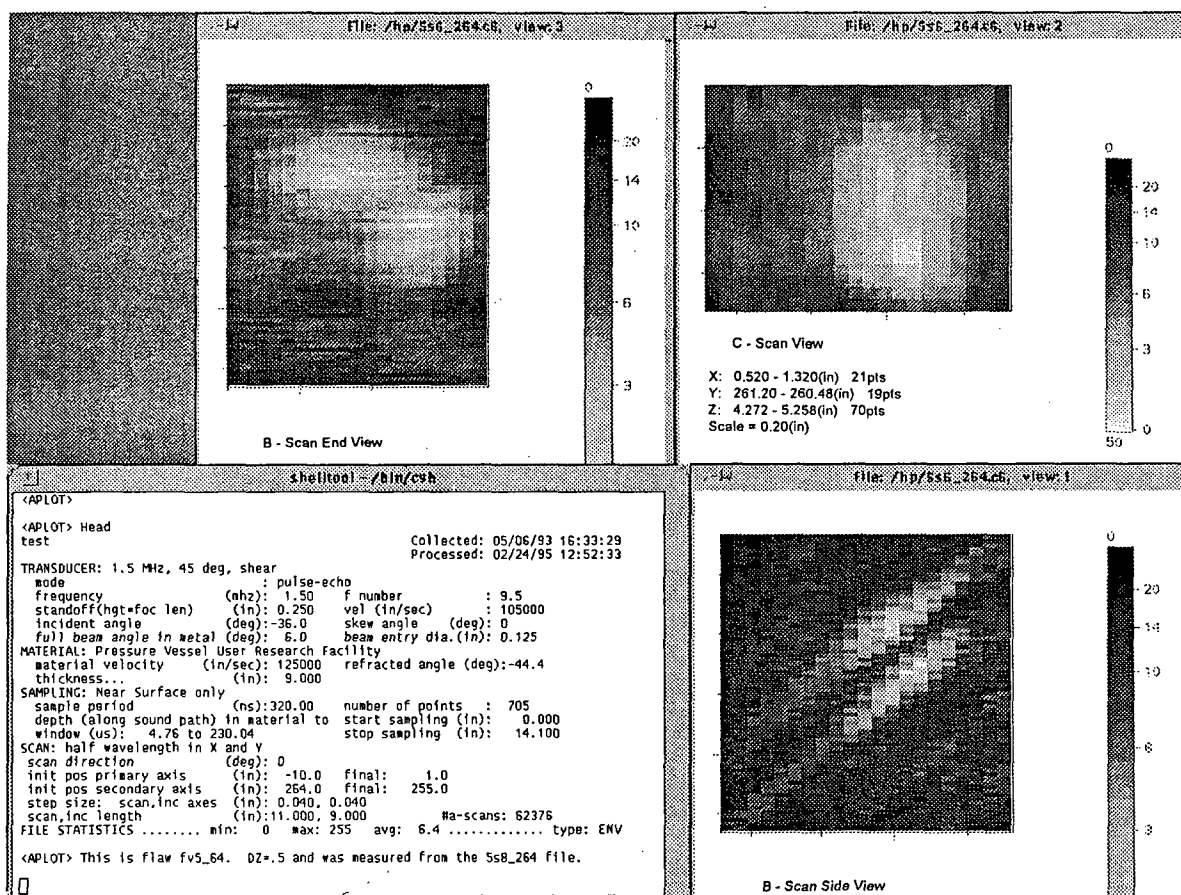 File: /hp/5s6_264.c6, view:3
0
20
14
10
6
3
B - Scan End View
File: /hp/5s6_264.c6, view:2
0
20
14
10
6
3
0
50
C - Scan View
X: 0.520 - 1.320(in) 21pts
Y: 261.20 - 260.48(in) 19pts
Z: 4.272 - 5.258(in) 70pts
Scale = 0.20(in)
shelltool - /bin/csh
<APLOT>
<APLOT> Head
test Collected: 05/06/93 16:33:29
Processed: 02/24/95 12:52:33
TRANSDUCER: 1.5 MHz, 45 deg, shear
mode : pulse-echo
frequency (mhz): 1.50 f number : 9.5
standoff(hgt*foc len) (in): 0.250 vel (in/sec) : 105000
incident angle (deg):-36.0 skew angle (deg): 0
full beam angle in metal (deg): 6.0 beam entry dia.(in): 0.125
MATERIAL: Pressure Vessel User Research Facility
material velocity (in/sec): 125000 refracted angle (deg):-44.4
thickness... (in): 9.000
SAMPLING: Near Surface only
sample period (ns):320.00 number of points : 705
depth (along sound path) in material to start sampling (in): 0.000
window (us): 4.76 to 230.04 stop sampling (in): 14.100
SCAN: half wavelength in X and Y
scan direction (deg): 0
init pos primary axis (in): -10.0 final: 1.0
init pos secondary axis (in): 264.0 final: 255.0
step size: scan,inc axes (in): 0.040, 0.040
scan,inc length (in):11.000, 9.000 #a-scans: 62376
FILE STATISTICS ........ min: 0 max: 255 avg: 6.4 ............. type: ENV
<APLOT> This is flaw fv5_64. DZ=.5 and was measured from the 5s8_264 file.
file: /hp/5s6_264.c6, view:1
0
20
14
10
6
3
B - Scan Side View